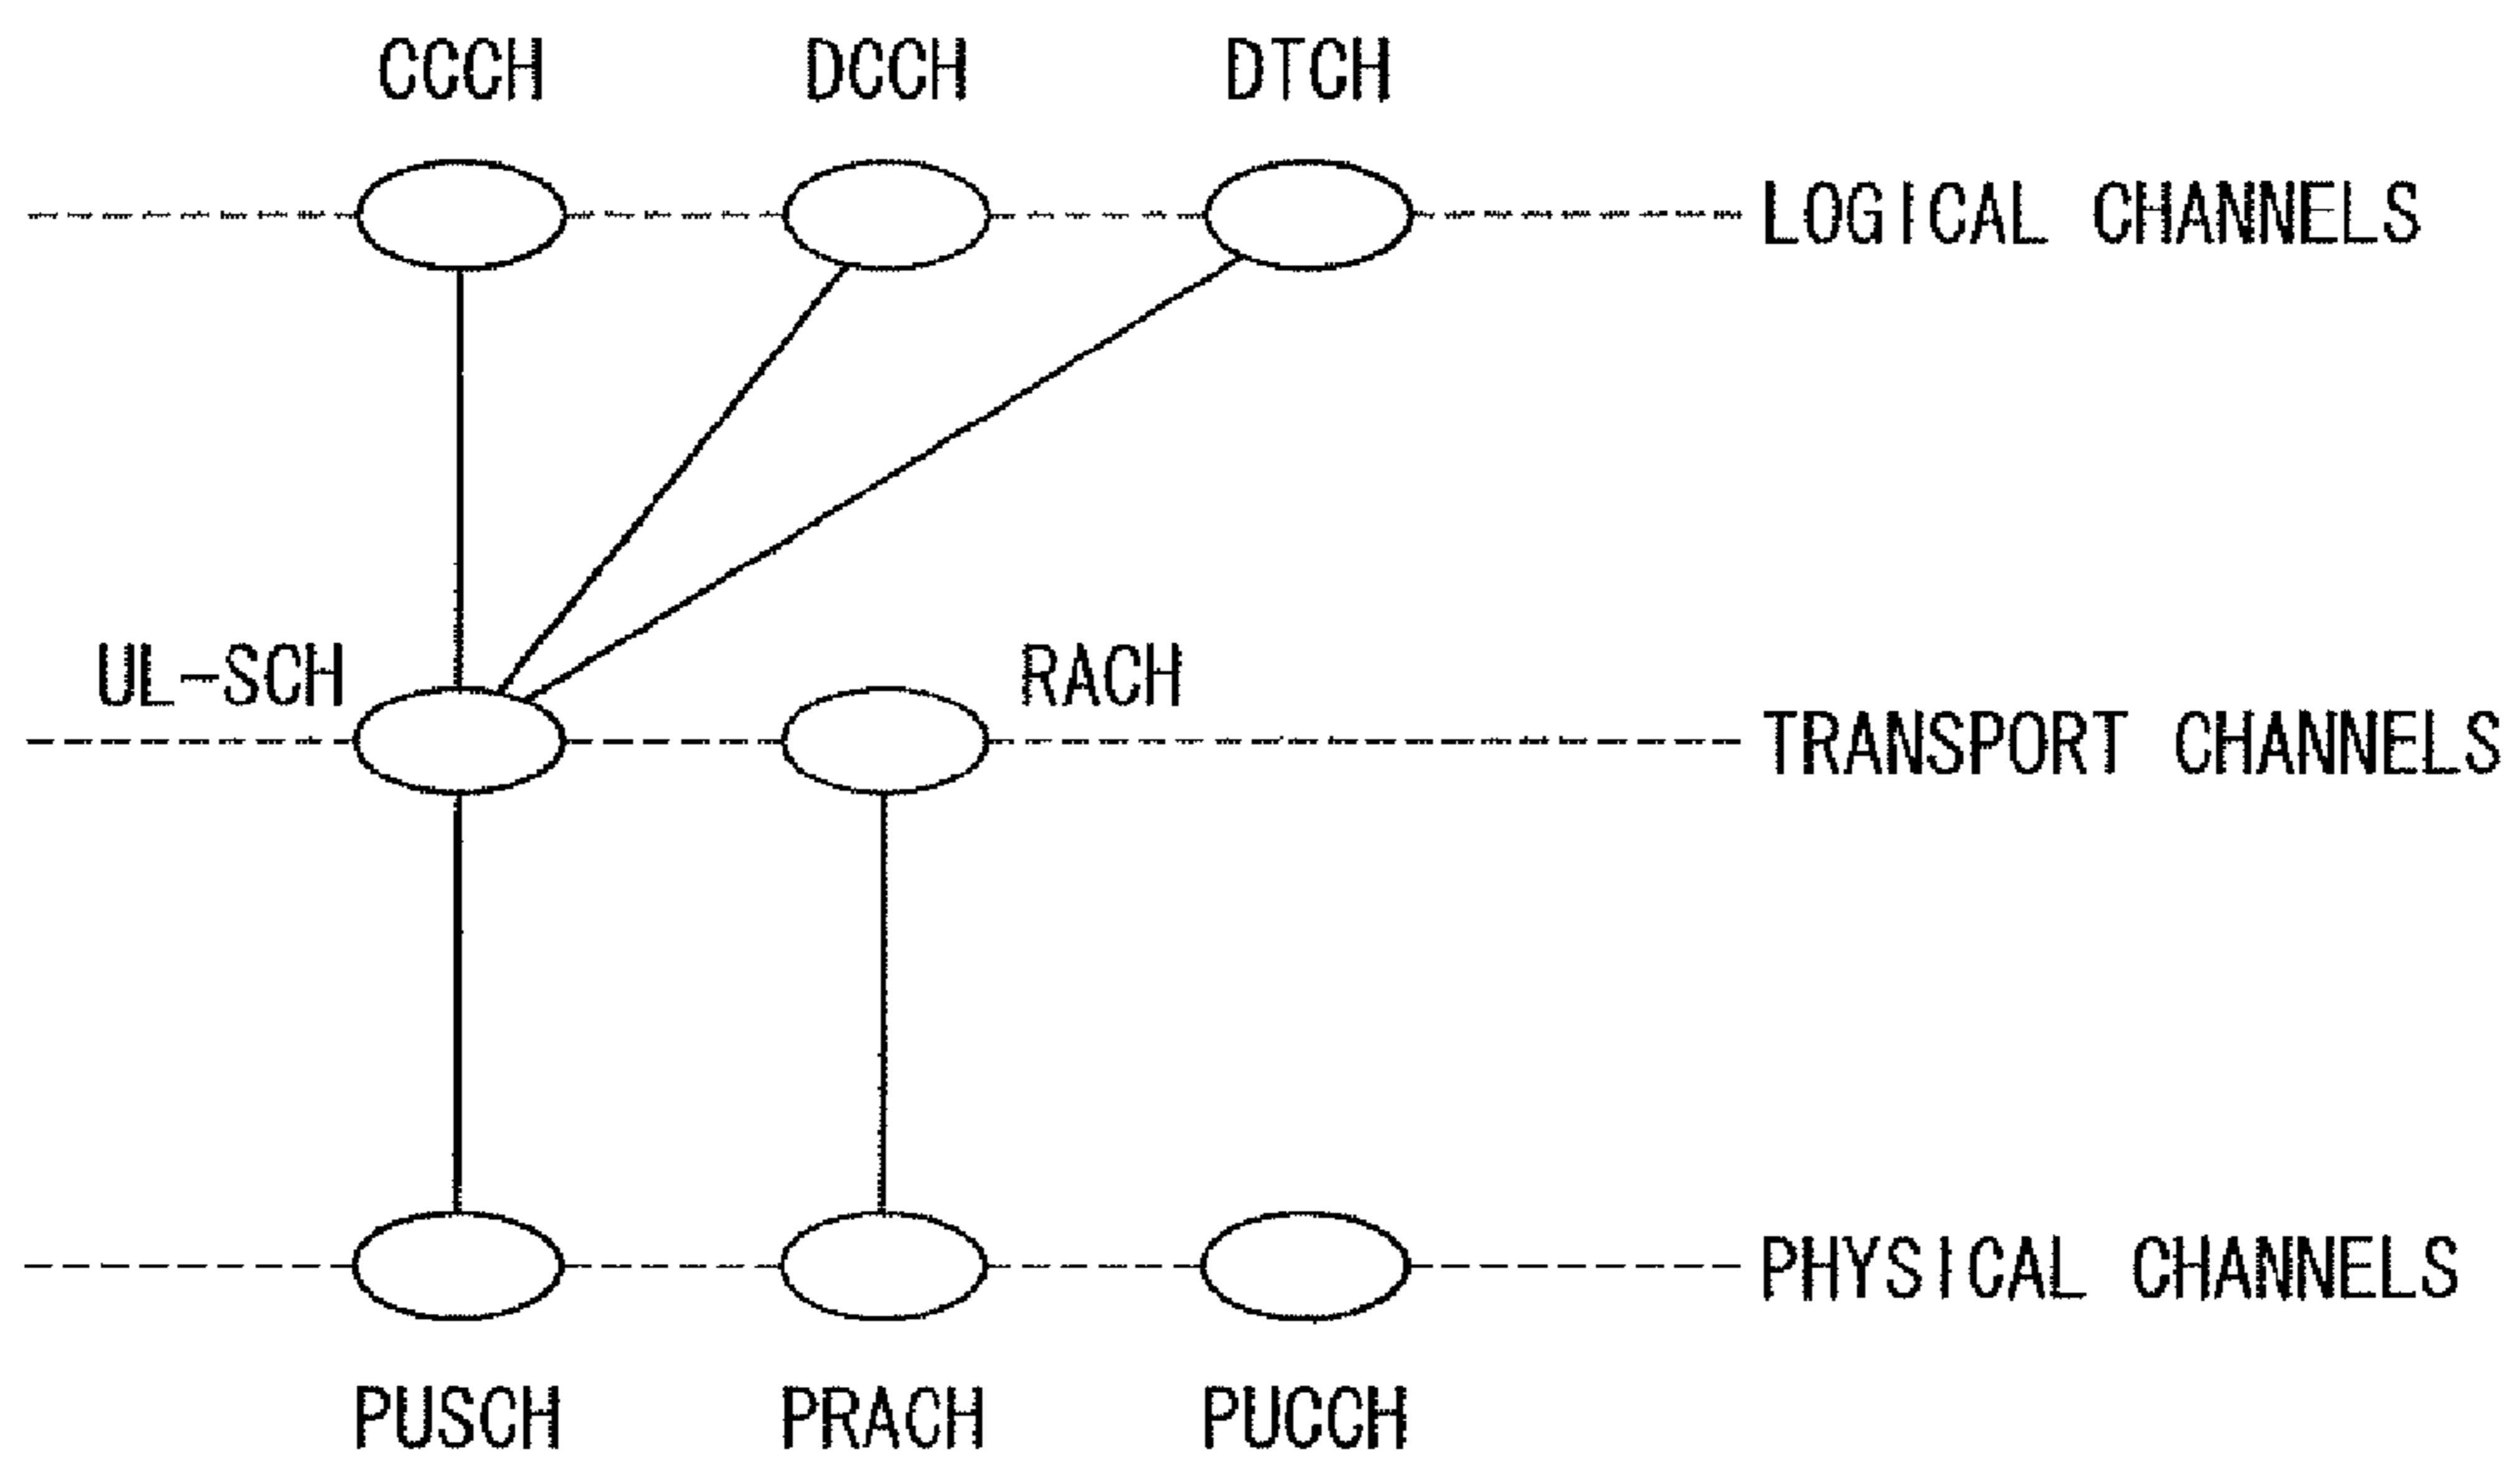 CCCH DCCH DTCH
LOGICAL CHANNELS
UL-SCH RACH
TRANSPORT CHANNELS
PHYSICAL CHANNELS
PUSCH PRACH PUCCH